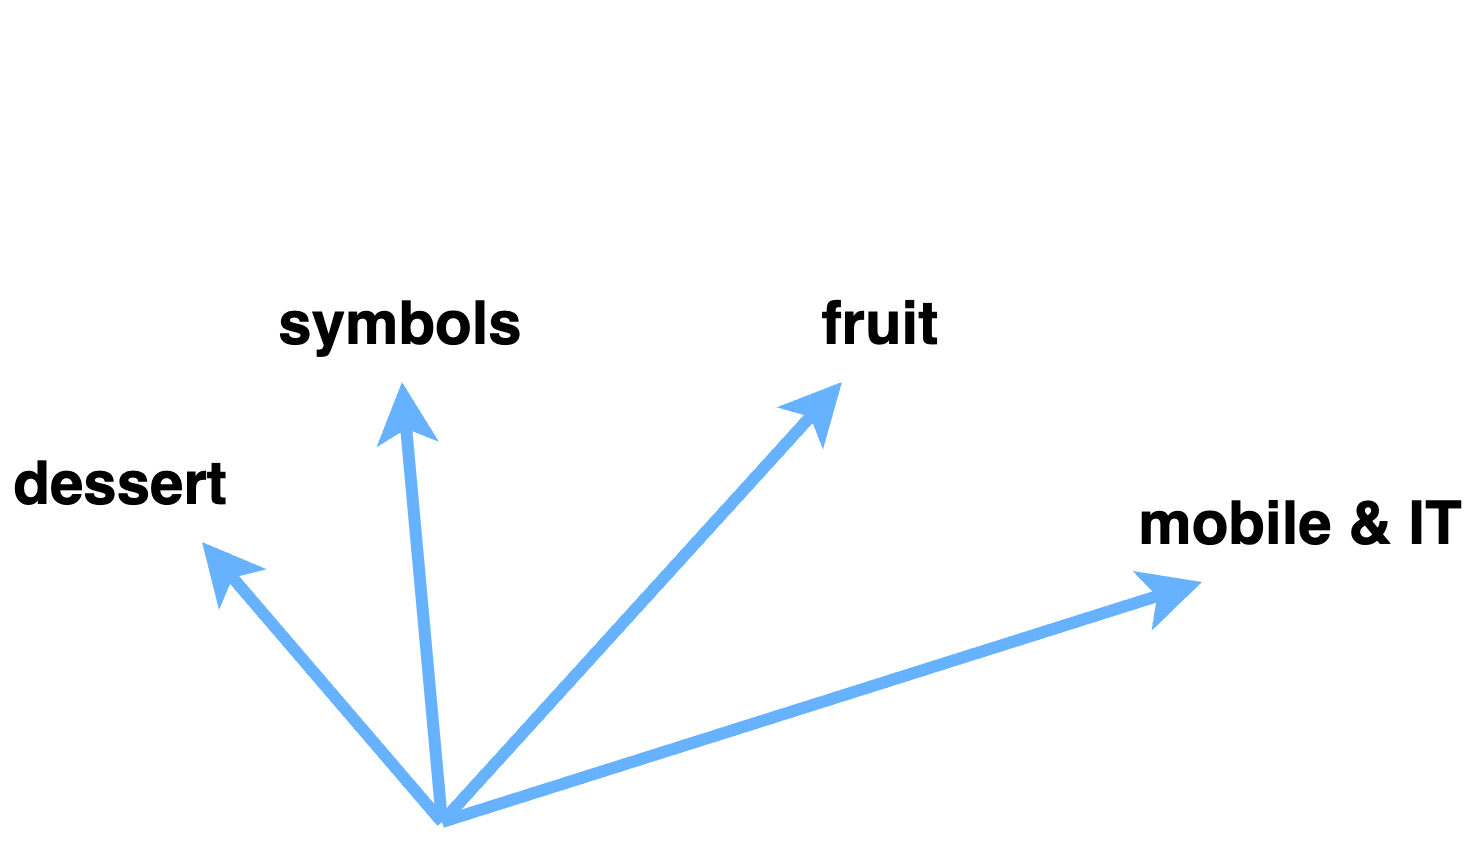 symbols
fruit
dessert
mobile & IT